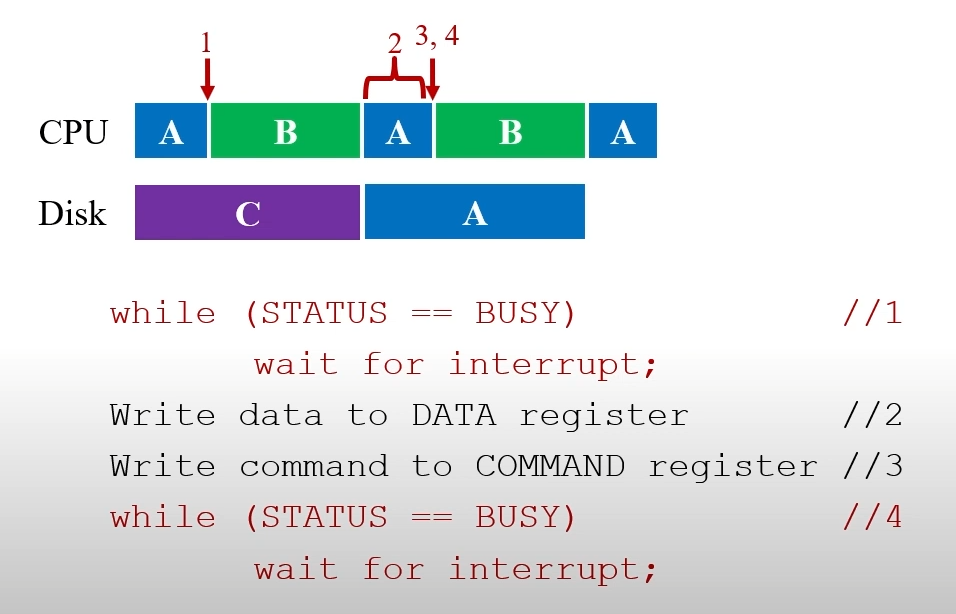 1 2 3, 4
CPU A B A B A
Disk C A
while (STATUS == BUSY) //1
wait for interrupt;
Write data to DATA register //2
Write command to COMMAND register //3
while (STATUS == BUSY) //4
wait for interrupt;